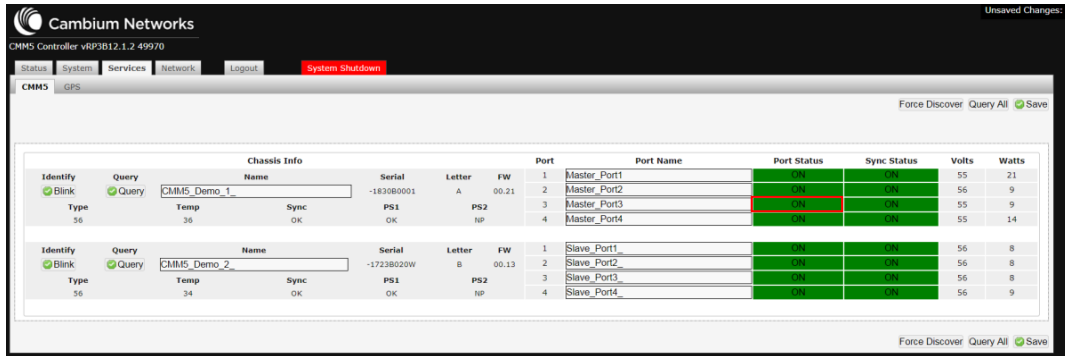 Unsaved Changes:
Cambium Networks
CMM5 Controller vRP3B12.1.2 49970
Status System Services Network Logout System Shutdown
CMM5 GPS
Force Discover Query All Save
Chassis Info Port Port Name Port Status Sync Status Volts Watts
Identify Query Name Serial Letter FW 1 Master_Port1 ON ON 55 21
Blink Query CMM5_Demo_1_ -1830B0001 A 00.21 2 Master_Port2 ON ON 56 9
Type Temp Sync PS1 PS2 3 Master_Port3 ON ON 55 9
56 36 OK OK NP 4 Master_Port4 ON ON 55 14
Identify Query Name Serial Letter FW 1 Slave_Port1_ ON ON 56 8
Blink Query CMM5_Demo_2_ -1723B020W B 00.13 2 Slave_Port2_ ON ON 56 8
Type Temp Sync PS1 PS2 3 Slave_Port3_ ON ON 56 8
56 34 OK OK NP 4 Slave_Port4_ ON ON 56 9
Force Discover Query All Save